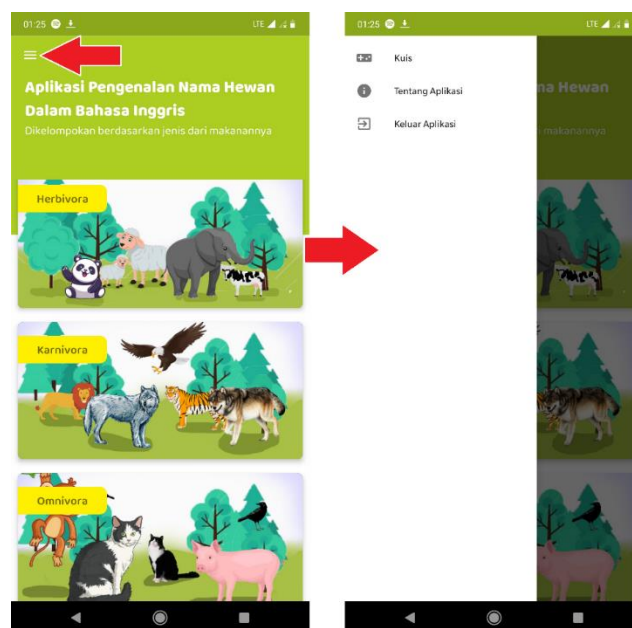 01:25
LTE
Aplikasi Pengenalan Nama Hewan
Dalam Bahasa Inggris
Dikelompokan berdasarkan jenis dari makanannya
Herbivora
Karnivora
Omnivora
01:25
LTE
Kuis
Tentang Aplikasi
Keluar Aplikasi
na Hewan
makanannya